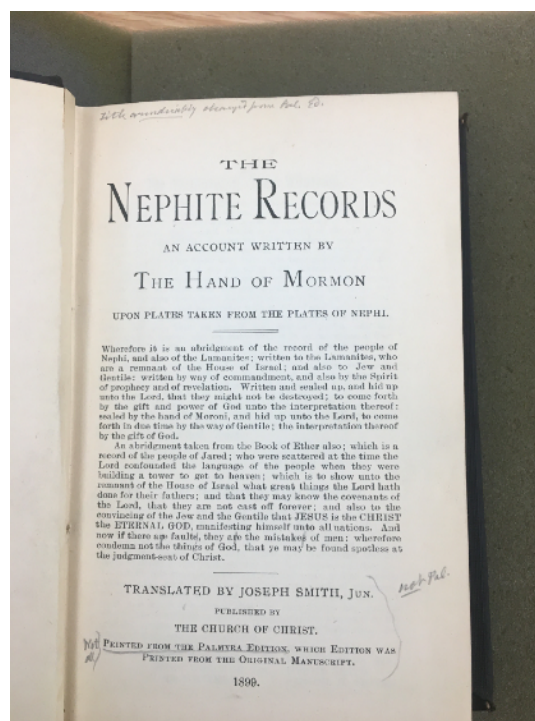 Title considerably changed from Pal. Ed.
THE
NEPHITE RECORDS
AN ACCOUNT WRITTEN BY
THE HAND OF MORMON
UPON PLATES TAKEN FROM THE PLATES OF NEPHI.
Wherefore it is an abridgment of the record of the people of
Nephi, and also of the Lamanites; written to the Lamanites, who
are a remnant of the House of Israel; and also to Jew and
Gentile: written by way of commandment, and also by the Spirit
of prophecy and of revelation. Written and sealed up, and hid up
unto the Lord, that they might not be destroyed; to come forth
by the gift and power of God unto the interpretation thereof:
sealed by the hand of Moroni, and hid up unto the Lord, to come
forth in due time by the way of Gentile; the interpretation thereof
by the gift of God.
An abridgment taken from the Book of Ether also; which is a
record of the people of Jared; who were scattered at the time the
Lord confounded the language of the people when they were
building a tower to get to heaven; which is to show unto the
remnant of the House of Israel what great things the Lord hath
done for their fathers; and that they may know the covenants of
the Lord, that they are not cast off forever; and also to the
convincing of the Jew and the Gentile that JESUS is the CHRIST
the ETERNAL GOD, manifesting himself unto all nations. And
now if there are faults, they are the mistakes of men: wherefore
condemn not the things of God, that ye may be found spotless at
the judgment-seat of Christ.
TRANSLATED BY JOSEPH SMITH, JUN.
not Pal.
PUBLISHED BY
THE CHURCH OF CHRIST.
Not all
PRINTED FROM THE PALMYRA EDITION, WHICH EDITION WAS
PRINTED FROM THE ORIGINAL MANUSCRIPT.
1899.